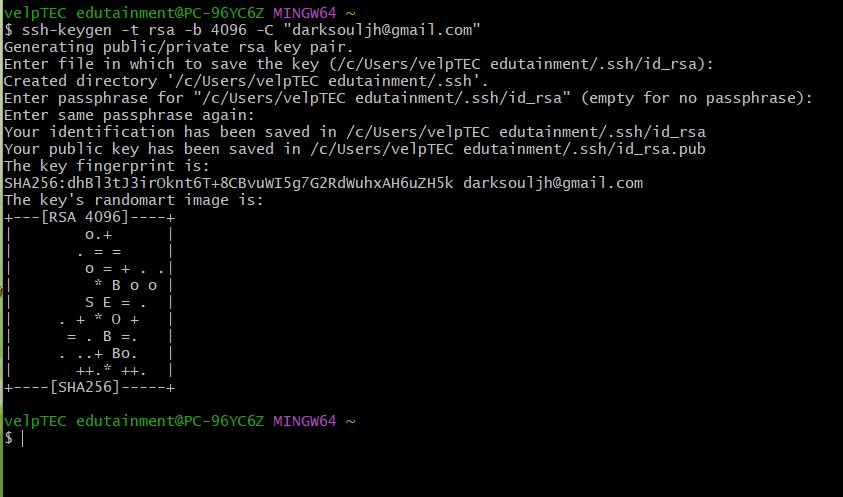 velpTEC edutainment@PC-96YC6Z MINGW64 ~
$ ssh-keygen -t rsa -b 4096 -C "darksouljh@gmail.com"
Generating public/private rsa key pair.
Enter file in which to save the key (/c/Users/velpTEC edutainment/.ssh/id_rsa):
Created directory '/c/Users/velpTEC edutainment/.ssh'.
Enter passphrase for "/c/Users/velpTEC edutainment/.ssh/id_rsa" (empty for no passphrase):
Enter same passphrase again:
Your identification has been saved in /c/Users/velpTEC edutainment/.ssh/id_rsa
Your public key has been saved in /c/Users/velpTEC edutainment/.ssh/id_rsa.pub
The key fingerprint is:
SHA256:dhBl3tJ3irOknt6T+8CBvuWI5g7G2RdWuhxAH6uZH5k darksouljh@gmail.com
The key's randomart image is:
+---[RSA 4096]----+
|        o.+      |
|       . = =     |
|        o = + . .|
|         * B o o |
|        S E = .  |
|     . + * O +   |
|      = . B =.   |
|     . ..+ Bo.   |
|       ++.* ++.  |
+----[SHA256]-----+
velpTEC edutainment@PC-96YC6Z MINGW64 ~
$